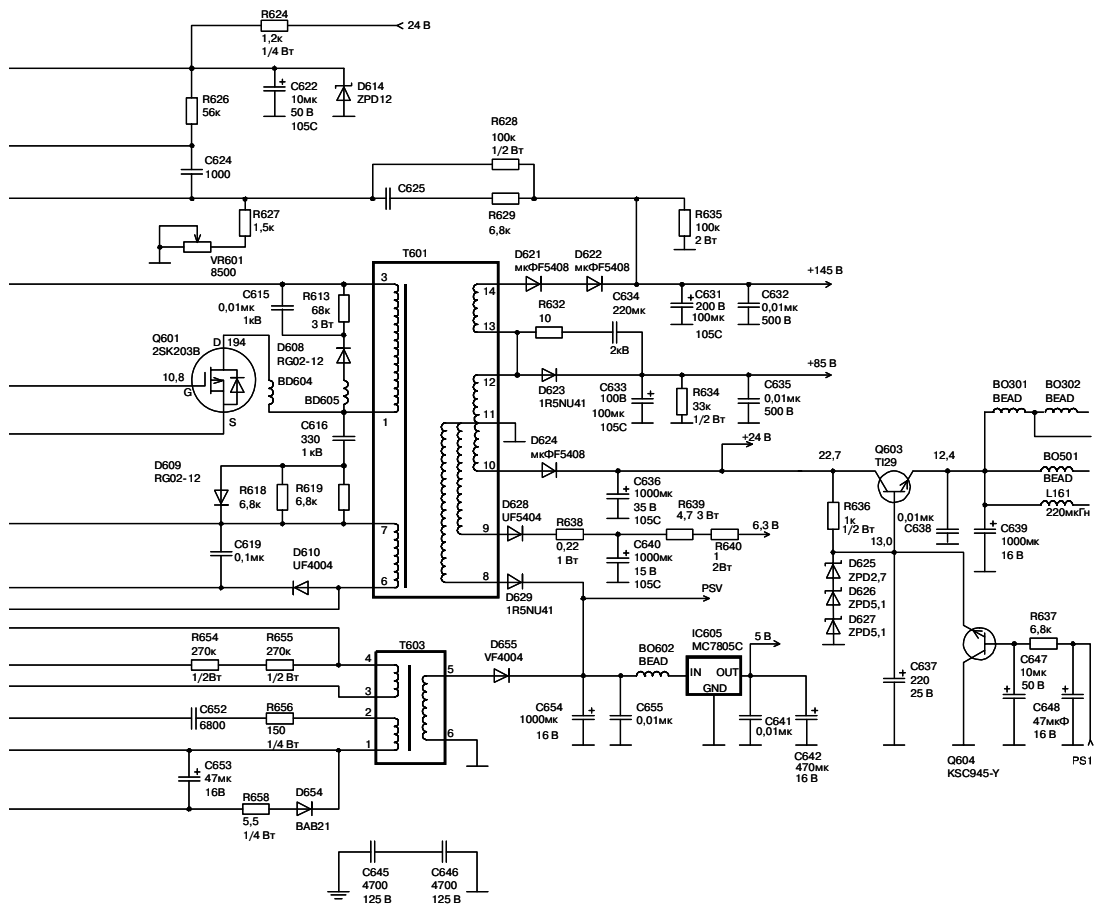 R624
1,2к
1/4 Вт
24 В
R626
56к
C622
10мк
50 В
105С
D614
ZPD12
C624
1000
R628
100к
1/2 Вт
C625
R629
6,8к
R627
1,5к
VR601
8500
R635
100к
2 Вт
T601
D621
мкФF5408
D622
мкФF5408
+145 В
3
14
C615
0,01мк
1кВ
R613
68к
3 Вт
R632
10
C634
220мк
2кВ
C631
200 В
100мк
105С
C632
0,01мк
500 В
13
Q601
2SK203B
D
194
D608
RG02-12
10,8
G
S
BD604
BD605
12
D623
1R5NU41
+85 В
C633
100В
100мк
105С
R634
33к
1/2 Вт
C635
0,01мк
500 В
BO301
BEAD
BO302
BEAD
1
11
C616
330
1 кВ
D624
мкФF5408
+24 В
10
22,7
Q603
TI29
12,4
BO501
BEAD
D609
RG02-12
R618
6,8к
R619
6,8к
C636
1000мк
35 В
105С
R636
1к
1/2 Вт
0,01мк
C638
L161
220мкГн
C639
1000мк
16 В
D628
UF5404
R638
0,22
1 Вт
R639
4,7 3 Вт
R640
1
2Вт
6,3 В
13,0
7
9
C619
0,1мк
D610
UF4004
C640
1000мк
15 В
105С
D625
ZPD2,7
D626
ZPD5,1
D627
ZPD5,1
6
8
D629
1R5NU41
PSV
R654
270к
1/2Вт
R655
270к
1/2 Вт
T603
4
5
D655
VF4004
BO602
BEAD
IC605
MC7805C
IN
OUT
GND
5 В
R637
6,8к
3
C652
6800
R656
150
1/4 Вт
2
1
6
C654
1000мк
16 В
C655
0,01мк
C641
0,01мк
C642
470мк
16 В
C637
220
25 В
C647
10мк
50 В
C648
47мкФ
16 В
Q604
KSC945-Y
PS1
C653
47мк
16В
R658
5,5
1/4 Вт
D654
BAB21
C645
4700
125 В
C646
4700
125 В